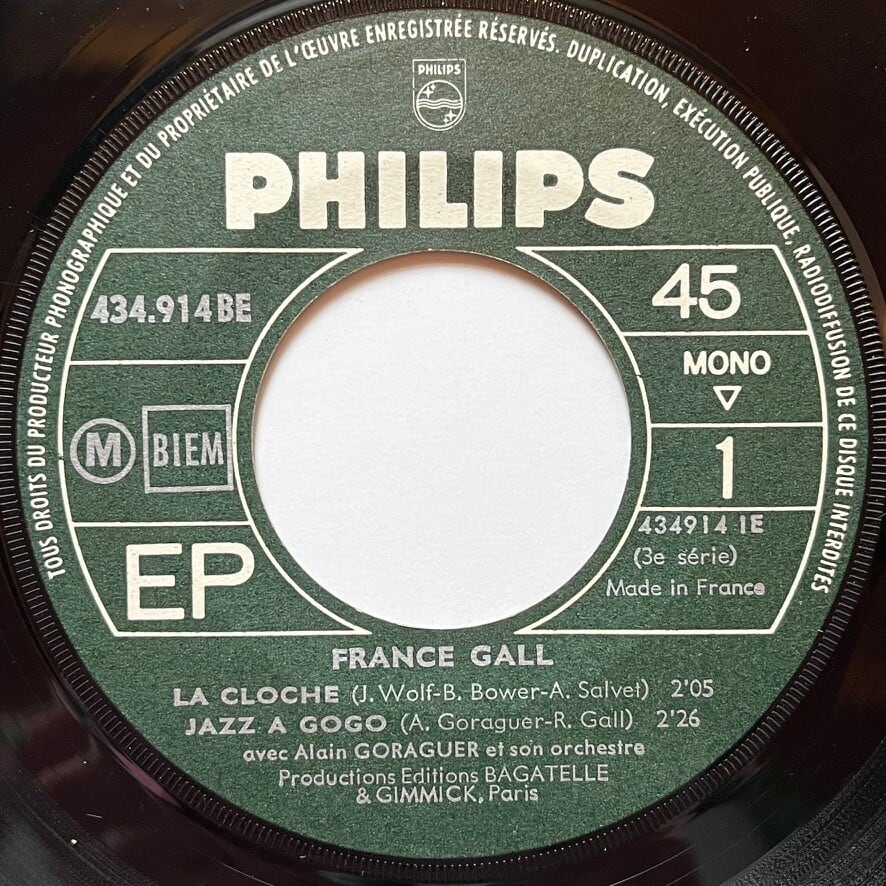 TOUS DROITS DU PRODUCTEUR PHONOGRAPHIQUE ET DU PROPRIÉTAIRE DE L'ŒUVRE ENREGISTRÉE RÉSERVÉS. DUPLICATION, EXÉCUTION PUBLIQUE, RADIODIFFUSION DE CE DISQUE INTERDITES
PHILIPS
PHILIPS
434.914 BE
45
MONO
M BIEM
1
434914 1E
(3e série)
EP
Made in France
FRANCE GALL
LA CLOCHE (J. Wolf-B. Bower-A. Salvet) 2'05
JAZZ A GOGO (A. Goraguer-R. Gall) 2'26
avec Alain GORAGUER et son orchestre
Productions Editions BAGATELLE
& GIMMICK, Paris